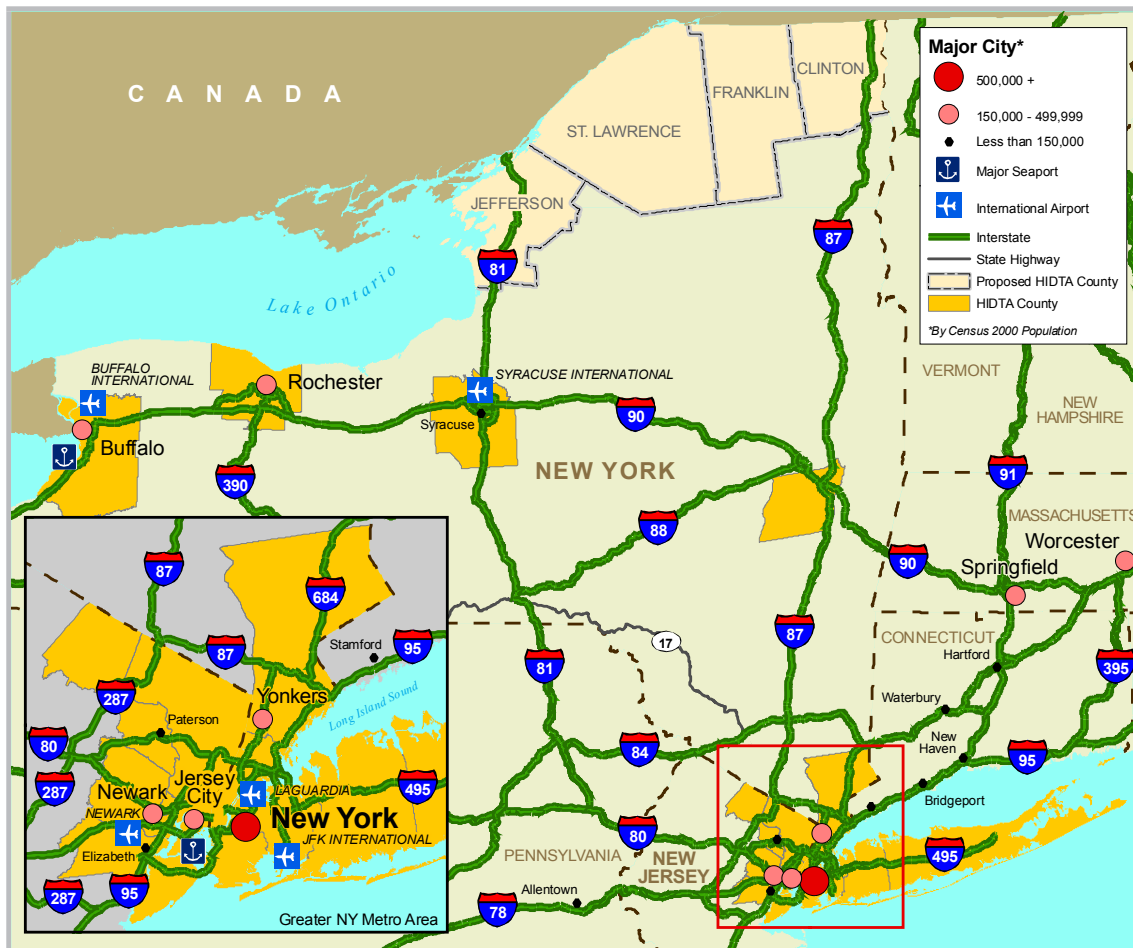 CANADA
ST. LAWRENCE
FRANKLIN
CLINTON
JEFFERSON
Major City*
500,000 +
150,000 - 499,999
Less than 150,000
Major Seaport
International Airport
Interstate
State Highway
Proposed HIDTA County
HIDTA County
*By Census 2000 Population
87
81
Lake Ontario
BUFFALO
INTERNATIONAL
Rochester
SYRACUSE INTERNATIONAL
Syracuse
Buffalo
90
390
NEW YORK
88
VERMONT
NEW
HAMPSHIRE
91
MASSACHUSETTS
Worcester
Springfield
90
87
CONNECTICUT
Hartford
395
17
81
Waterbury
New
Haven
84
95
Bridgeport
80
PENNSYLVANIA
NEW
JERSEY
495
Allentown
78
87
684
Stamford
95
87
287
Yonkers
Long Island Sound
Paterson
80
287
Newark
Jersey
City
LAGUARDIA
495
NEWARK
New York
JFK INTERNATIONAL
Elizabeth
95
287
Greater NY Metro Area